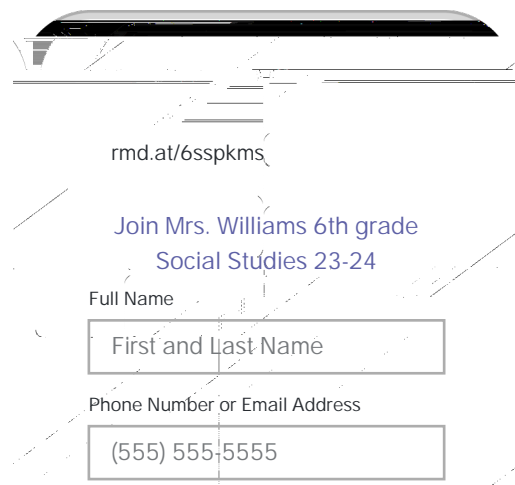 rmd.at/6sspkms
Join Mrs. Williams 6th grade
Social Studies 23-24
Full Name
First and Last Name
Phone Number or Email Address
(555) 555-5555